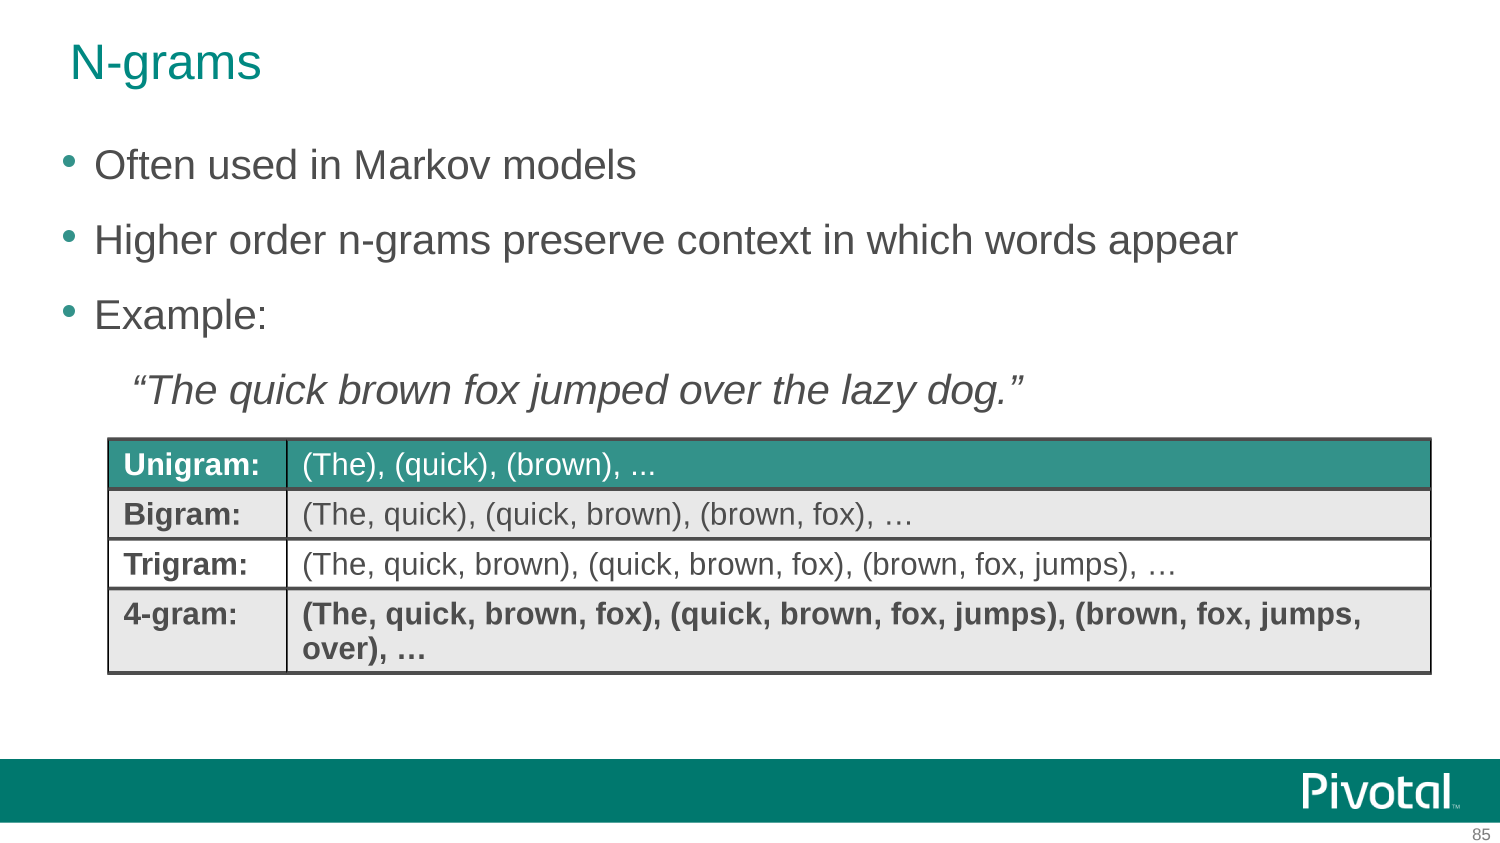 N-grams
• Often used in Markov models
• Higher order n-grams preserve context in which words appear
• Example:
“The quick brown fox jumped over the lazy dog.”
Unigram: (The), (quick), (brown), ...
Bigram: (The, quick), (quick, brown), (brown, fox), …
Trigram: (The, quick, brown), (quick, brown, fox), (brown, fox, jumps), …
4-gram: (The, quick, brown, fox), (quick, brown, fox, jumps), (brown, fox, jumps,
over), …
Pivotal™
85